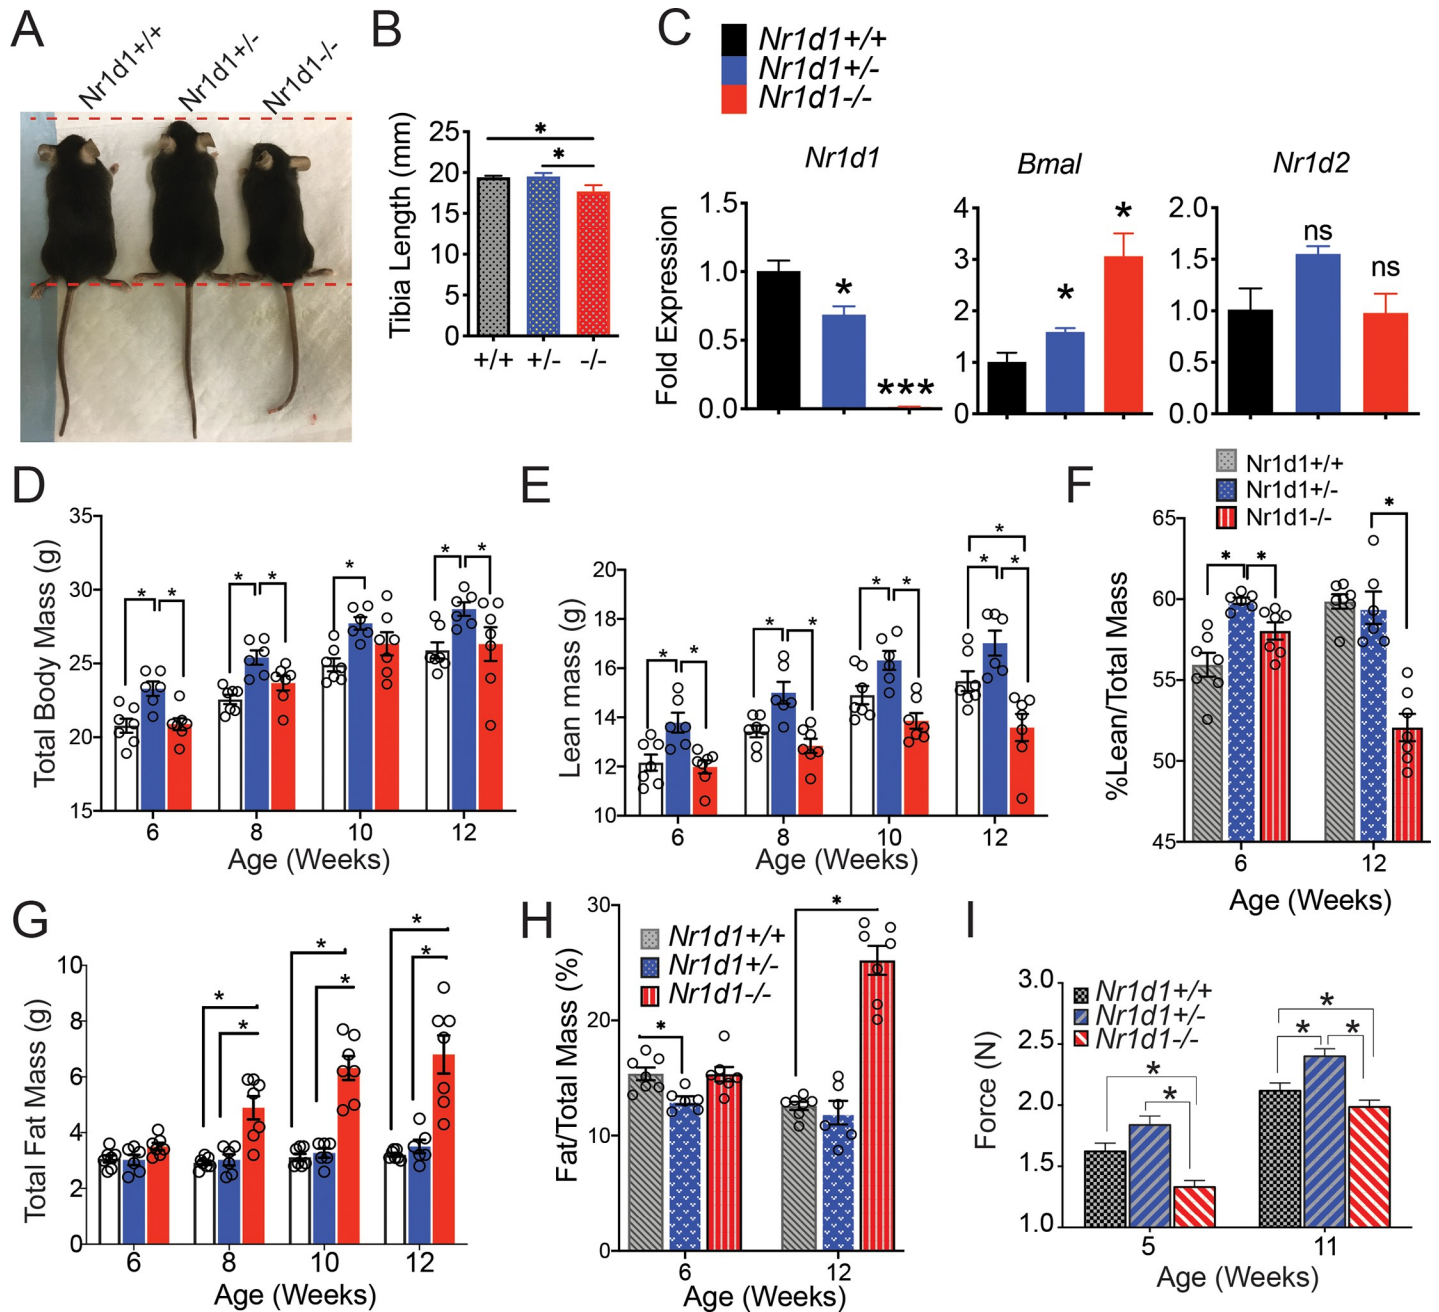 A
Nr1d1+/+
Nr1d1+/-
Nr1d1-/-
B
Tibia Length (mm)
25
20
15
10
5
0
*
*
+/+ +/- -/-
C
Nr1d1+/+
Nr1d1+/-
Nr1d1-/-
Nr1d1
Fold Expression
1.5
1.0
0.5
0.0
*
***
Bmal
4
3
2
1
0
*
*
Nr1d2
2.0
1.5
1.0
0.5
0.0
ns
ns
D
Total Body Mass (g)
35
30
25
20
15
* *
* *
*
* *
6 8 10 12
Age (Weeks)
E
Lean mass (g)
20
18
16
14
12
10
* *
* *
* *
*
* *
6 8 10 12
Age (Weeks)
F
Nr1d1+/+
Nr1d1+/-
Nr1d1-/-
%Lean/Total Mass
65
60
55
50
45
* *
*
6 12
Age (Weeks)
G
Total Fat Mass (g)
10
8
6
4
2
0
*
*
*
*
*
*
6 8 10 12
Age (Weeks)
H
Nr1d1+/+
Nr1d1+/-
Nr1d1-/-
Fat/Total Mass (%)
30
20
10
0
*
*
6 12
Age (Weeks)
I
Nr1d1+/+
Nr1d1+/-
Nr1d1-/-
Force (N)
3.0
2.5
2.0
1.5
1.0
*
*
*
* *
5 11
Age (Weeks)